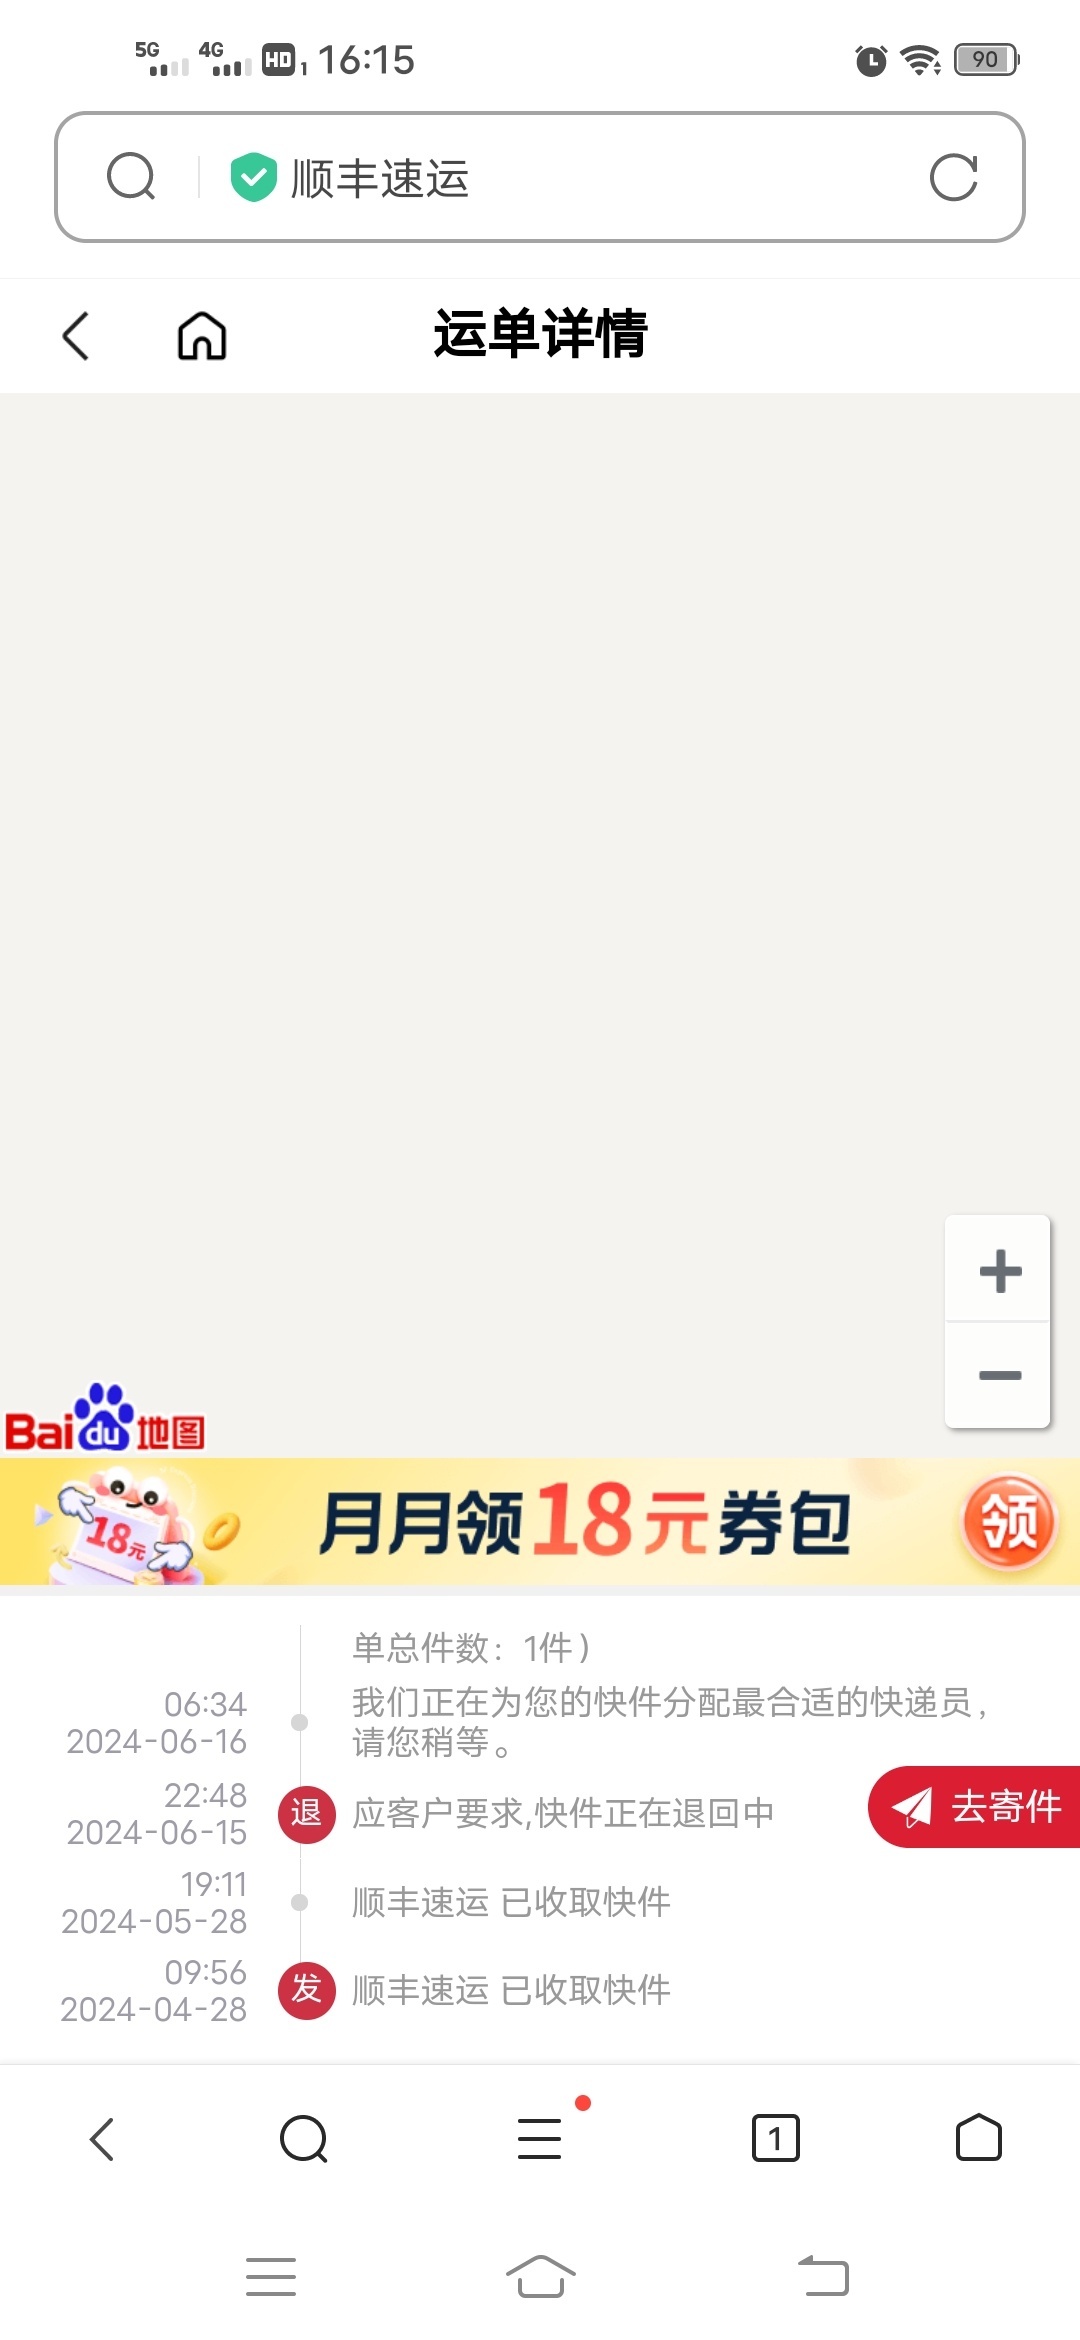 5G 4G HD 1 16:15 90
顺丰速运
运单详情
Bai du 地图
18元 月月领18元券包 领
单总件数：1件）
06:34
2024-06-16
我们正在为您的快件分配最合适的快递员，
请您稍等。
22:48
2024-06-15
退 应客户要求,快件正在退回中
去寄件
19:11
2024-05-28
顺丰速运 已收取快件
09:56
2024-04-28
发 顺丰速运 已收取快件
1